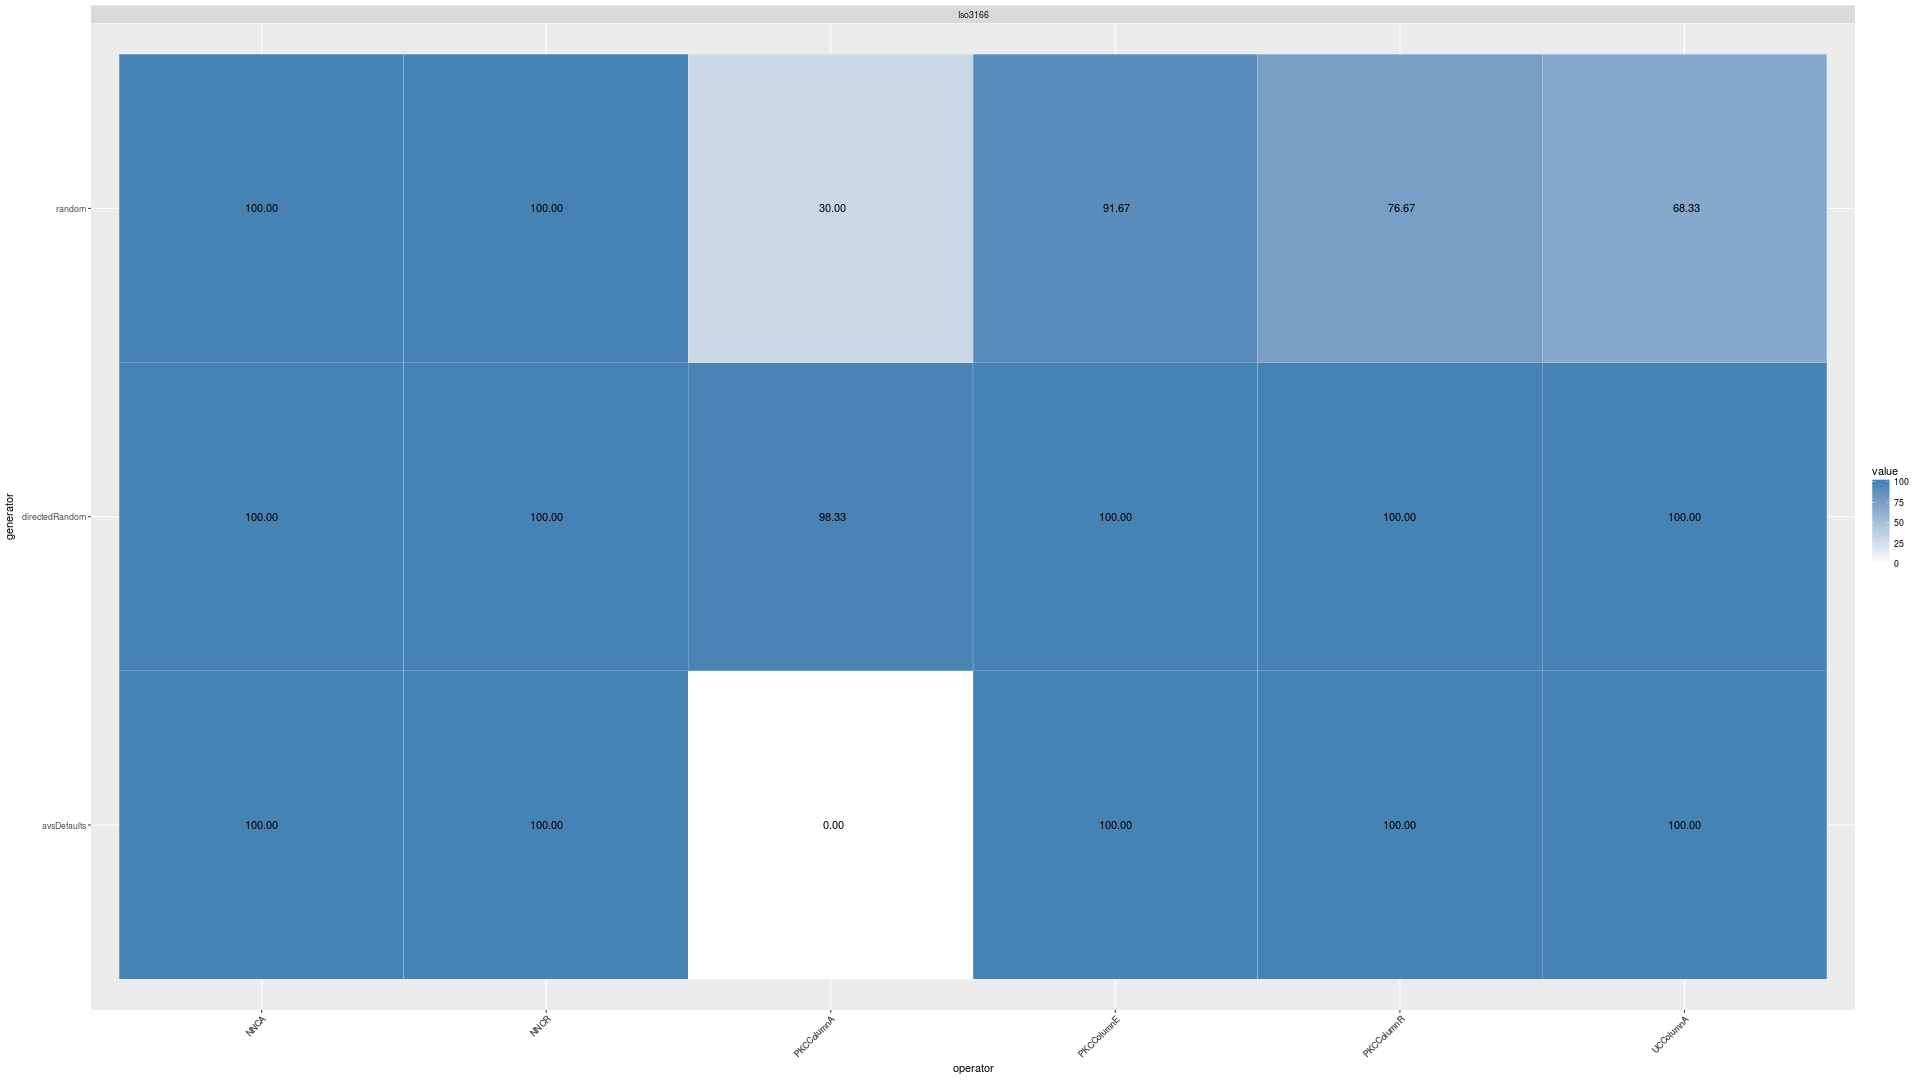 Iso3166
random
100.00 100.00 30.00 91.67 76.67 68.33
directedRandom
100.00 100.00 98.33 100.00 100.00 100.00
avsDefaults
100.00 100.00 0.00 100.00 100.00 100.00
generator
NNCA NNCR PKCColumnA PKCColumnE PKCColumnR UCColumnA
operator
value
100
75
50
25
0